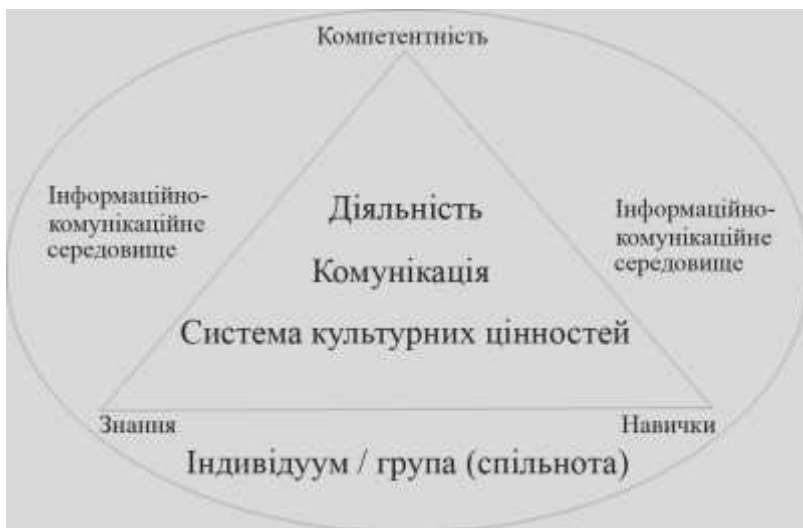 Компетентність
Інформаційно-
комунікаційне
середовище
Діяльність
Комунікація
Система культурних цінностей
Інформаційно-
комунікаційне
середовище
Знання
Навички
Індивідуум / група (спільнота)